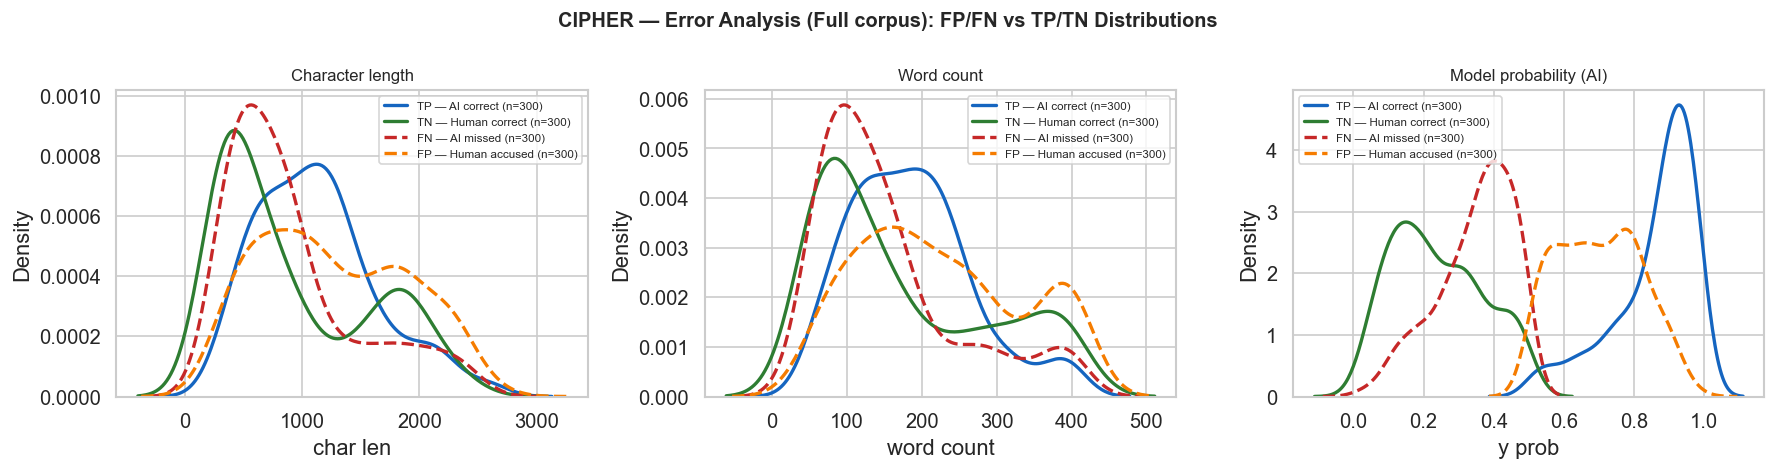 CIPHER — Error Analysis (Full corpus): FP/FN vs TP/TN Distributions
Character length
TP — AI correct (n=300)
TN — Human correct (n=300)
FN — AI missed (n=300)
FP — Human accused (n=300)
Density
0.0010
0.0008
0.0006
0.0004
0.0002
0.0000
0 1000 2000 3000
char len
Word count
TP — AI correct (n=300)
TN — Human correct (n=300)
FN — AI missed (n=300)
FP — Human accused (n=300)
Density
0.006
0.005
0.004
0.003
0.002
0.001
0.000
0 100 200 300 400 500
word count
Model probability (AI)
TP — AI correct (n=300)
TN — Human correct (n=300)
FN — AI missed (n=300)
FP — Human accused (n=300)
Density
4
3
2
1
0
0.0 0.2 0.4 0.6 0.8 1.0
y prob